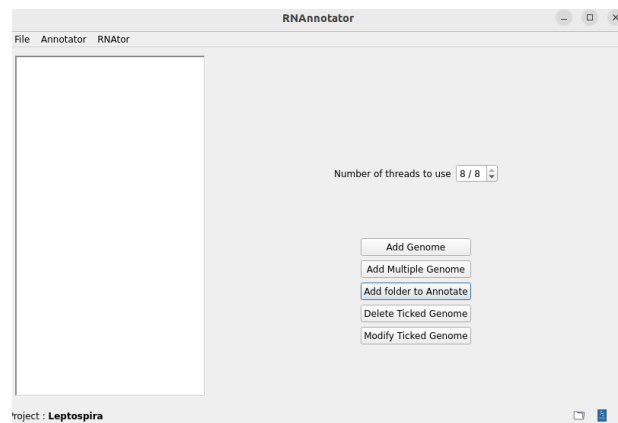 RNAnnotator
File Annotator RNAtor
Number of threads to use 8 / 8
Add Genome
Add Multiple Genome
Add folder to Annotate
Delete Ticked Genome
Modify Ticked Genome
Project : Leptospira